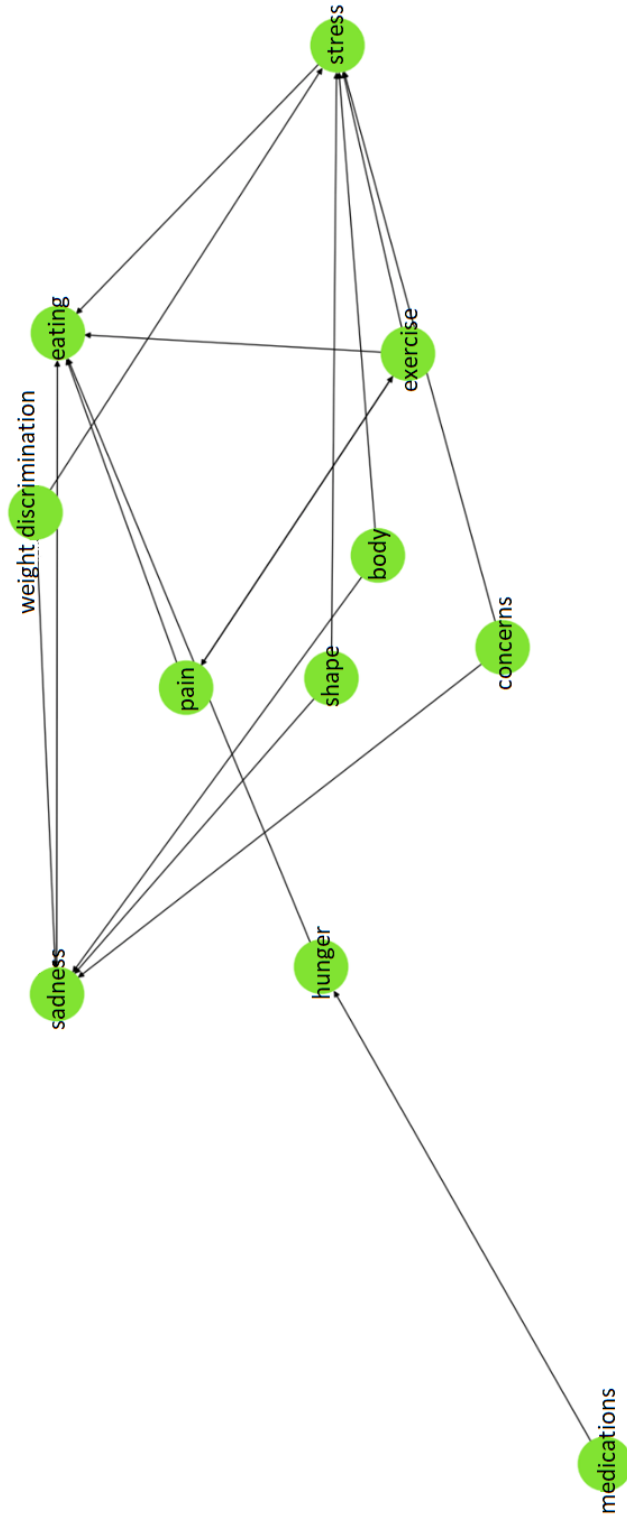 stress
eating
weight discrimination
exercise
body
pain
shape
concerns
sadness
hunger
medications